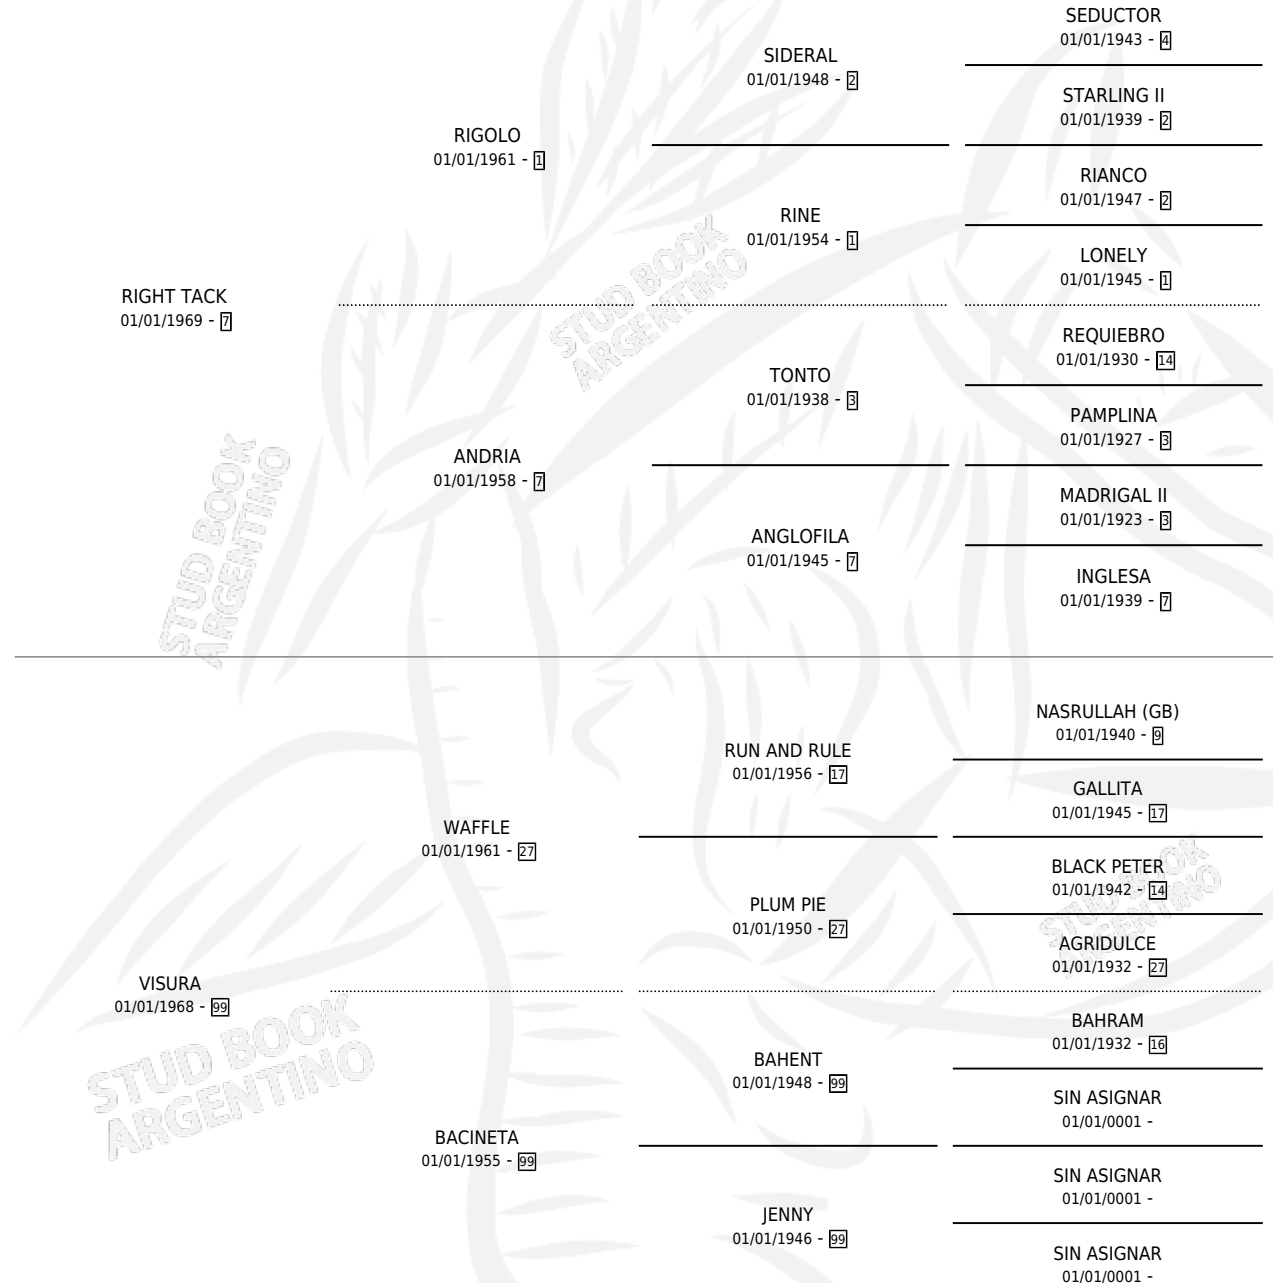 SEDUCTOR
01/01/1943 - 4
SIDERAL
01/01/1948 - 2
STARLING II
01/01/1939 - 2
RIGOLO
01/01/1961 - 1
RIANCO
01/01/1947 - 2
RINE
01/01/1954 - 1
LONELY
01/01/1945 - 1
RIGHT TACK
01/01/1969 - 7
REQUIEBRO
01/01/1930 - 14
TONTO
01/01/1938 - 3
PAMPLINA
01/01/1927 - 3
ANDRIA
01/01/1958 - 7
MADRIGAL II
01/01/1923 - 3
ANGLOFILA
01/01/1945 - 7
INGLESA
01/01/1939 - 7
NASRULLAH (GB)
01/01/1940 - 9
RUN AND RULE
01/01/1956 - 17
GALLITA
01/01/1945 - 17
WAFFLE
01/01/1961 - 27
BLACK PETER
01/01/1942 - 14
PLUM PIE
01/01/1950 - 27
AGRIDULCE
01/01/1932 - 27
VISURA
01/01/1968 - 99
BAHRAM
01/01/1932 - 16
BAHENT
01/01/1948 - 99
SIN ASIGNAR
01/01/0001 -
BACINETA
01/01/1955 - 99
SIN ASIGNAR
01/01/0001 -
JENNY
01/01/1946 - 99
SIN ASIGNAR
01/01/0001 -
STUD BOOK
ARGENTINO
STUD BOOK
ARGENTINO
STUD BOOK
ARGENTINO
STUD BOOK
ARGENTINO